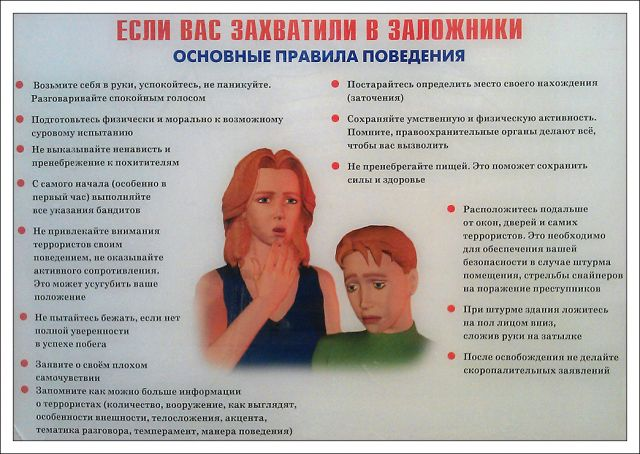 ЕСЛИ ВАС ЗАХВАТИЛИ В ЗАЛОЖНИКИ
ОСНОВНЫЕ ПРАВИЛА ПОВЕДЕНИЯ
Возьмите себя в руки, успокойтесь, не паникуйте.
Разговаривайте спокойным голосом
Подготовьтесь физически и морально к возможному
суровому испытанию
Не выказывайте ненависть и
пренебрежение к похитителям
С самого начала (особенно в
первый час) выполняйте
все указания бандитов
Не привлекайте внимания
террористов своим
поведением, не оказывайте
активного сопротивления.
Это может усугубить ваше
положение
Не пытайтесь бежать, если нет
полной уверенности
в успехе побега
Заявите о своём плохом
самочувствии
Запомните как можно больше информации
о террористах (количество, вооружение, как выглядят,
особенности внешности, телосложения, акцента,
тематика разговора, темперамент, манера поведения)
Постарайтесь определить место своего нахождения
(заточения)
Сохраняйте умственную и физическую активность.
Помните, правоохранительные органы делают всё,
чтобы вас вызволить
Не пренебрегайте пищей. Это поможет сохранить
силы и здоровье
Расположитесь подальше
от окон, дверей и самих
террористов. Это необходимо
для обеспечения вашей
безопасности в случае штурма
помещения, стрельбы снайперов
на поражение преступников
При штурме здания ложитесь
на пол лицом вниз,
сложив руки на затылке
После освобождения не делайте
скоропалительных заявлений